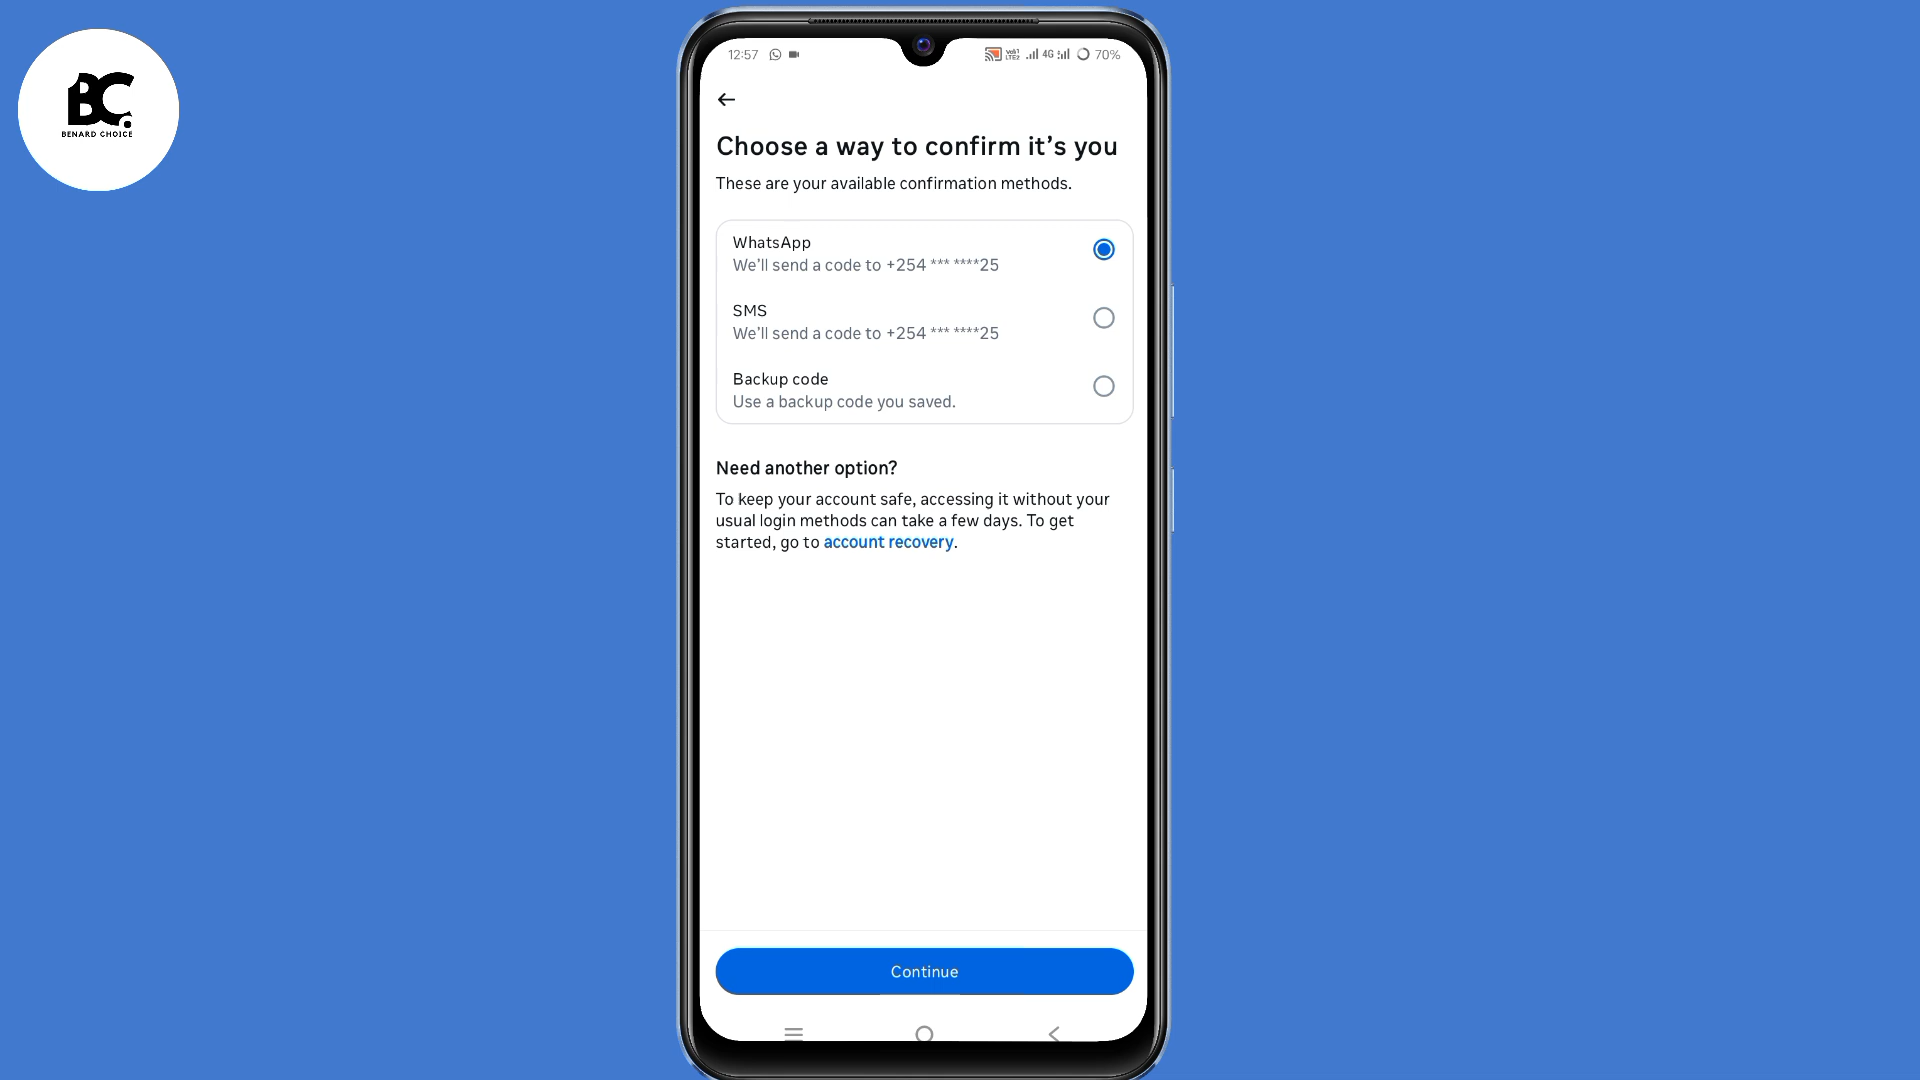 BC.
BENARD CHOICE
12:57
4G 70%
Choose a way to confirm it’s you
These are your available confirmation methods.
WhatsApp
We’ll send a code to +254 *** ****25
SMS
We’ll send a code to +254 *** ****25
Backup code
Use a backup code you saved.
Need another option?
To keep your account safe, accessing it without your
usual login methods can take a few days. To get
started, go to account recovery.
Continue